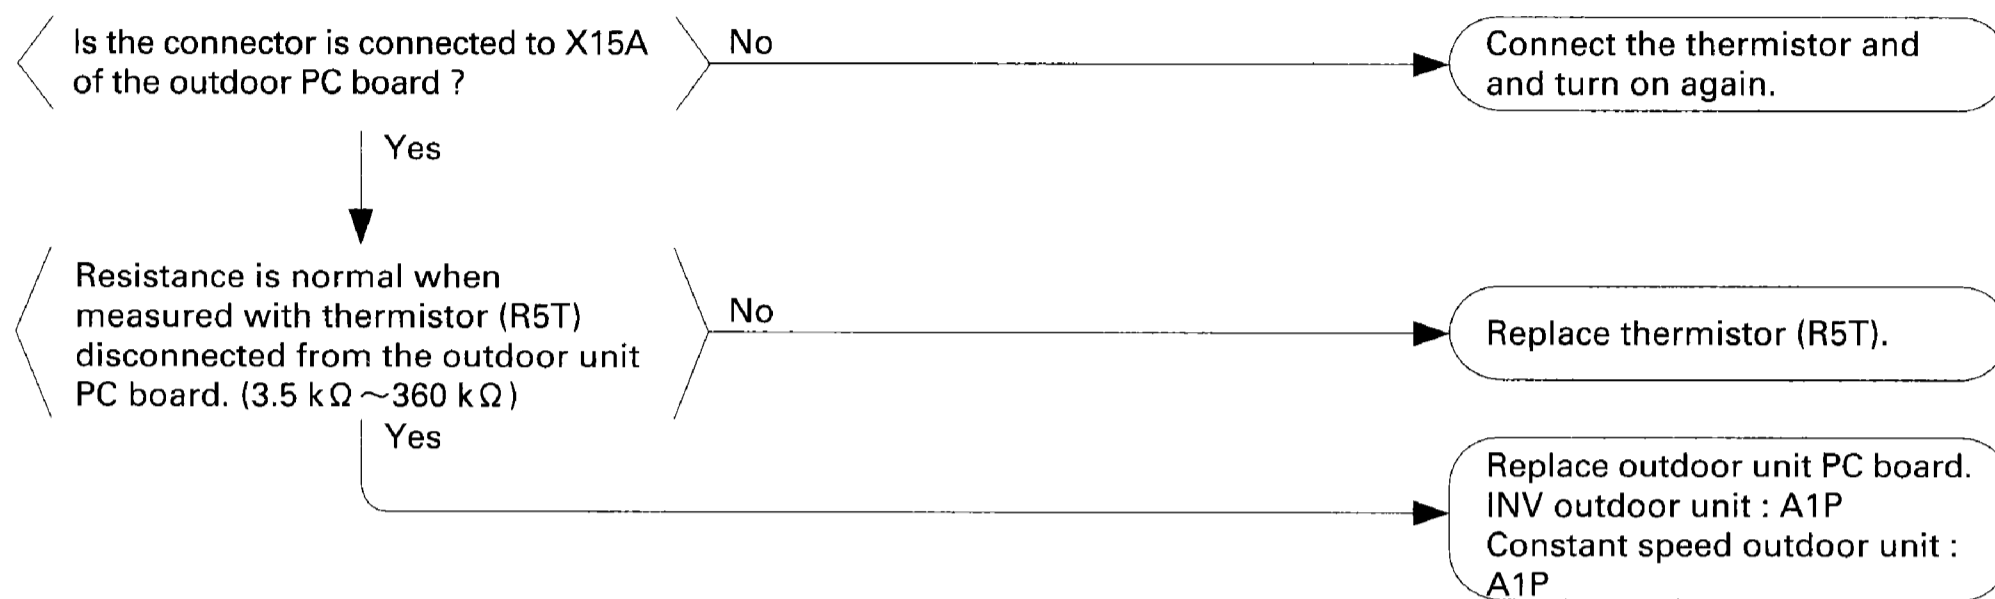 Is the connector is connected to X15A
of the outdoor PC board ?
No
Connect the thermistor and
and turn on again.
Yes
Resistance is normal when
measured with thermistor (R5T)
disconnected from the outdoor unit
PC board. (3.5 kΩ～360 kΩ)
No
Replace thermistor (R5T).
Yes
Replace outdoor unit PC board.
INV outdoor unit : A1P
Constant speed outdoor unit :
A1P